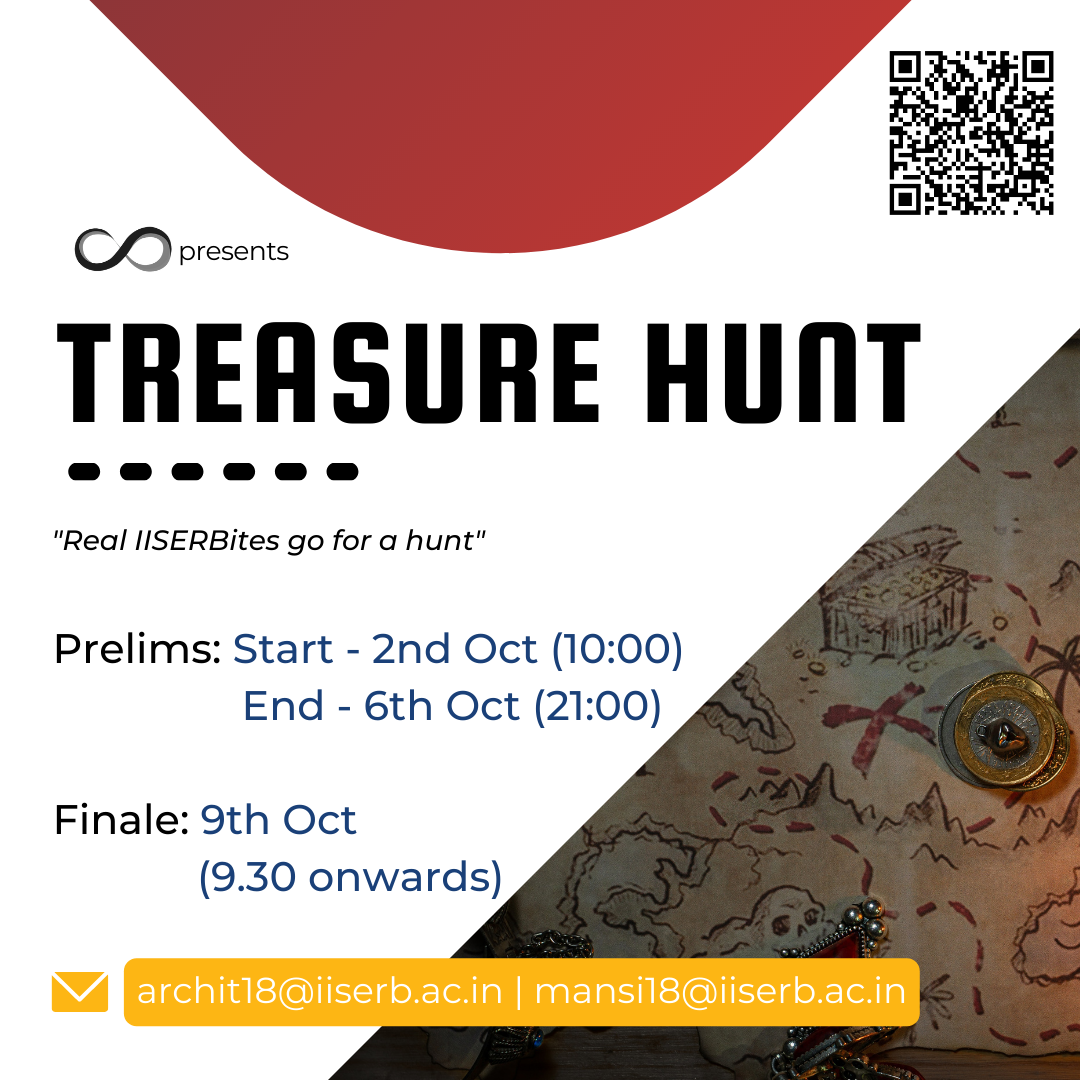 presents
TREASURE HUNT
"Real IISERBites go for a hunt"
Prelims: Start - 2nd Oct (10:00)
End - 6th Oct (21:00)
Finale: 9th Oct
(9.30 onwards)
archit18@iiserb.ac.in | mansi18@iiserb.ac.in